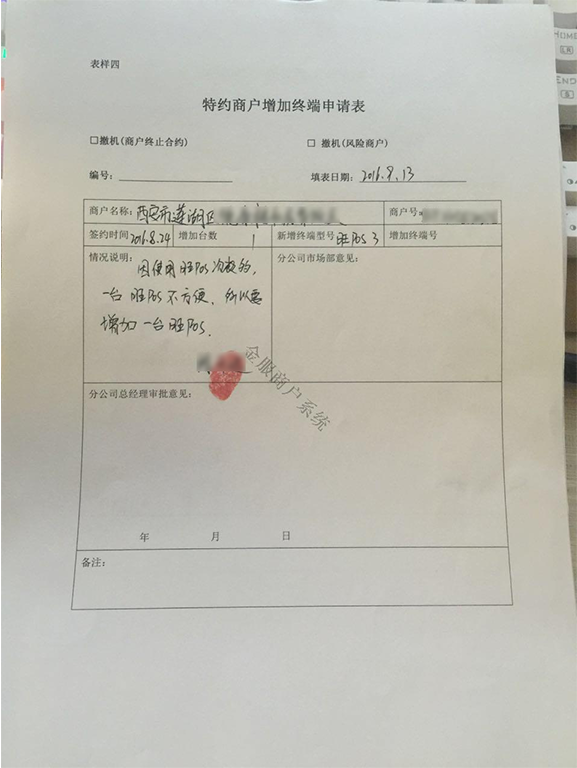 表样四
特约商户增加终端申请表
□撤机(商户终止合约) □ 撤机(风险商户)
编号: 填表日期: 2016.9.13
商户名称: 西安市莲湖区 商户号:
签约时间 2016.8.24 增加台数 1 新增终端型号 旺POS 3 增加终端号
情况说明: 因使用旺POS 次数的, 分公司市场部意见:
一台 旺POS 不方便, 所以要
增加一台旺POS.
金服商户系统
分公司总经理审批意见:
年 月 日
备注:
HOME
END